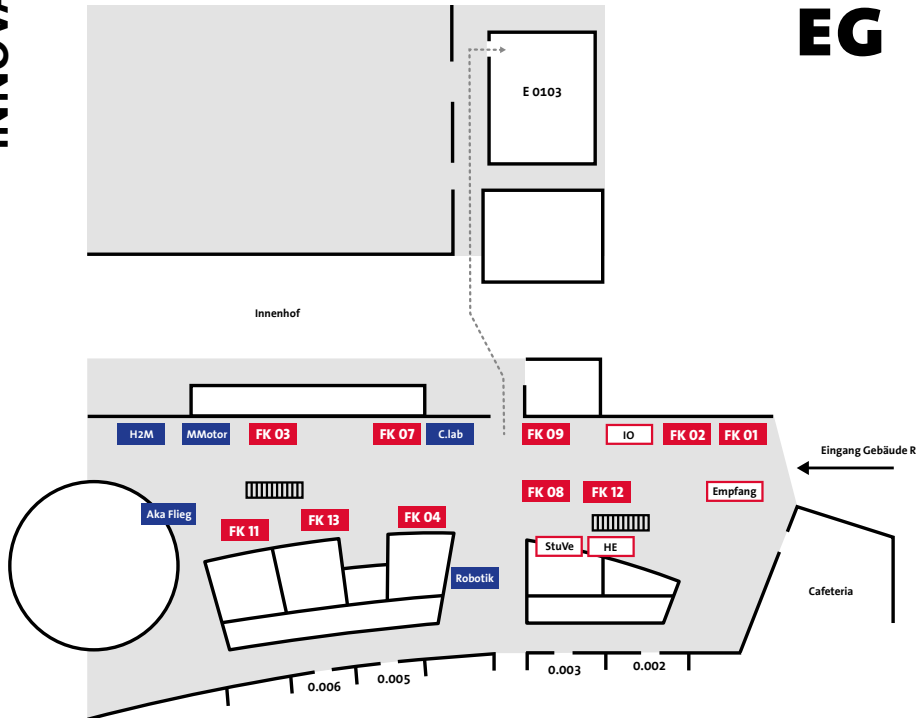 EG
E 0103
Innenhof
H2M
MMotor
FK 03
FK 07
C.lab
FK 09
IO
FK 02
FK 01
Eingang Gebäude R
FK 08
FK 12
Empfang
Aka Flieg
FK 11
FK 13
FK 04
StuVe
HE
Robotik
Cafeteria
0.006
0.005
0.003
0.002